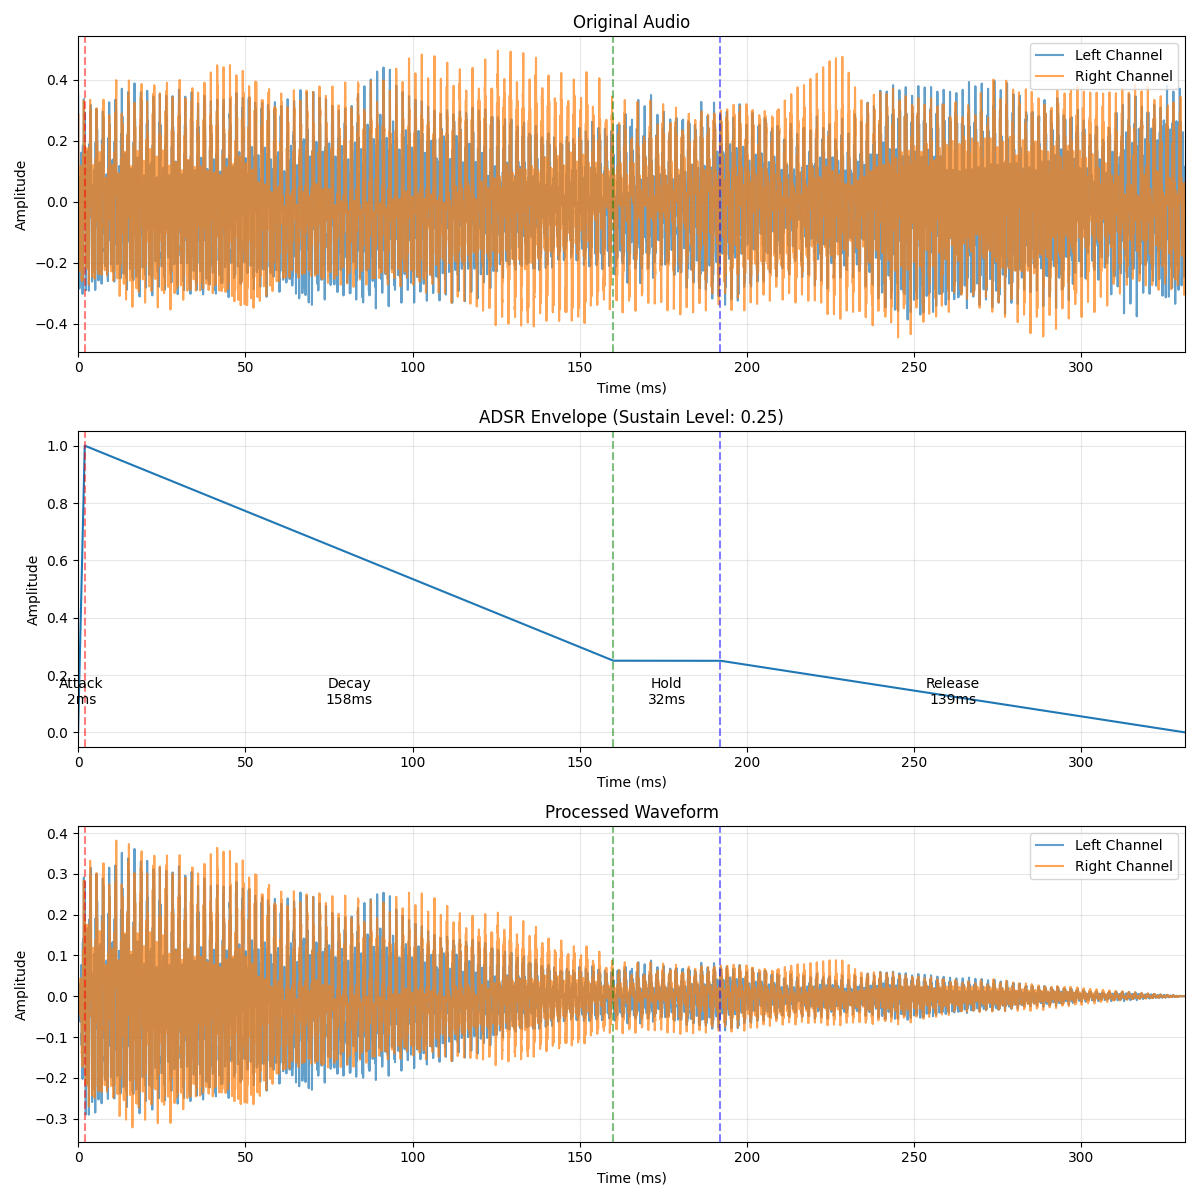 Original Audio
Left Channel
Right Channel
0.4
0.2
0.0
−0.2
−0.4
Amplitude
0
50
100
150
200
250
300
Time (ms)
ADSR Envelope (Sustain Level: 0.25)
1.0
0.8
0.6
0.4
0.2
0.0
Amplitude
Attack
2ms
Decay
158ms
Hold
32ms
Release
139ms
0
50
100
150
200
250
300
Time (ms)
Processed Waveform
Left Channel
Right Channel
0.4
0.3
0.2
0.1
0.0
−0.1
−0.2
−0.3
Amplitude
0
50
100
150
200
250
300
Time (ms)